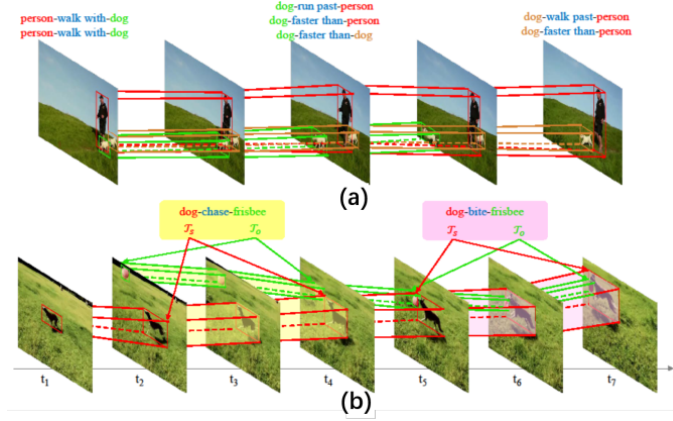 person-walk with-dog
person-walk with-dog
dog-run past-person
dog-faster than-person
dog-faster than-dog
dog-walk past-person
dog-faster than-person
(a)
dog-chase-frisbee
𝒯s 𝒯o
dog-bite-frisbee
𝒯s 𝒯o
t1 t2 t3 t4 t5 t6 t7
(b)